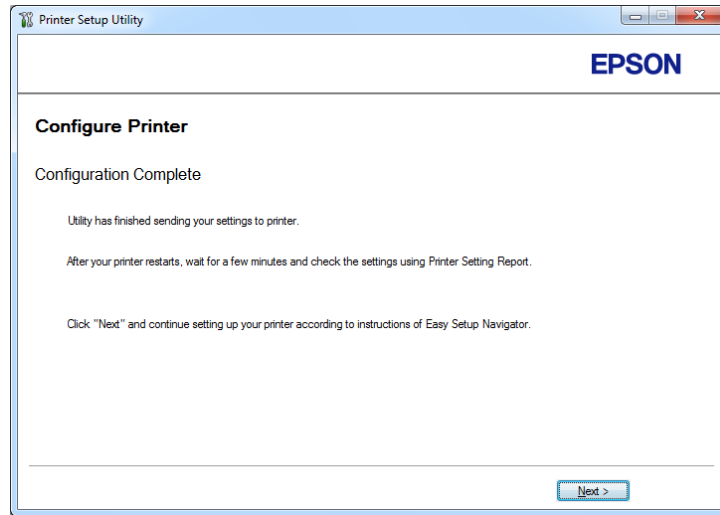 Printer Setup Utility
EPSON
Configure Printer
Configuration Complete
Utility has finished sending your settings to printer.
After your printer restarts, wait for a few minutes and check the settings using Printer Setting Report.
Click "Next" and continue setting up your printer according to instructions of Easy Setup Navigator.
Next >